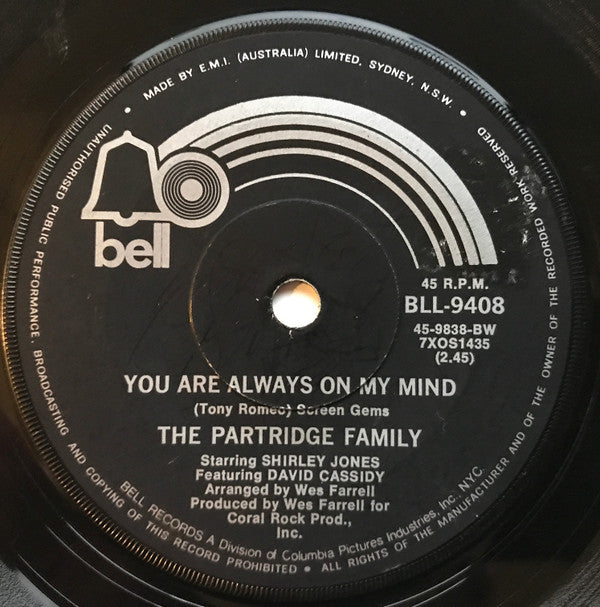 MADE BY E.M.I. (AUSTRALIA) LIMITED, SYDNEY, N.S.W. •
bell
45 R.P.M.
BLL-9408
45-9838-BW
7XOS1435
(2.45)
YOU ARE ALWAYS ON MY MIND
(Tony Romeo) Screen Gems
THE PARTRIDGE FAMILY
Starring SHIRLEY JONES
Featuring DAVID CASSIDY
Arranged by Wes Farrell
Produced by Wes Farrell for
Coral Rock Prod.,
Inc.
BELL RECORDS A Division of Columbia Pictures Industries, Inc., NYC.
UNAUTHORISED PUBLIC PERFORMANCE, BROADCASTING AND COPYING OF THIS RECORD PROHIBITED • ALL RIGHTS OF THE MANUFACTURER AND OF THE OWNER OF THE RECORDED WORK RESERVED